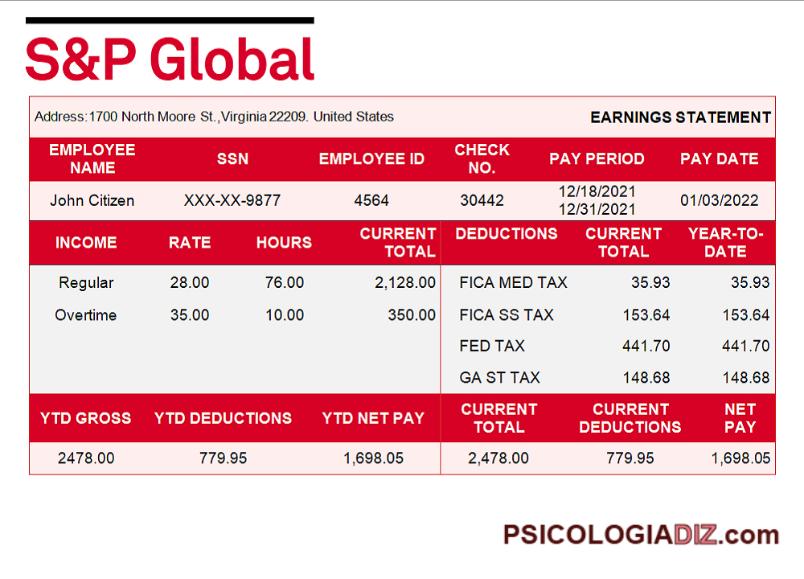 S&P Global
Address:1700 North Moore St.,Virginia 22209. United States EARNINGS STATEMENT
EMPLOYEE NAME SSN EMPLOYEE ID CHECK NO. PAY PERIOD PAY DATE
John Citizen XXX-XX-9877 4564 30442 12/18/2021 12/31/2021 01/03/2022
INCOME RATE HOURS CURRENT TOTAL DEDUCTIONS CURRENT TOTAL YEAR-TO-DATE
Regular 28.00 76.00 2,128.00 FICA MED TAX 35.93 35.93
Overtime 35.00 10.00 350.00 FICA SS TAX 153.64 153.64
FED TAX 441.70 441.70
GA ST TAX 148.68 148.68
YTD GROSS YTD DEDUCTIONS YTD NET PAY CURRENT TOTAL CURRENT DEDUCTIONS NET PAY
2478.00 779.95 1,698.05 2,478.00 779.95 1,698.05
PSICOLOGIADIZ.com